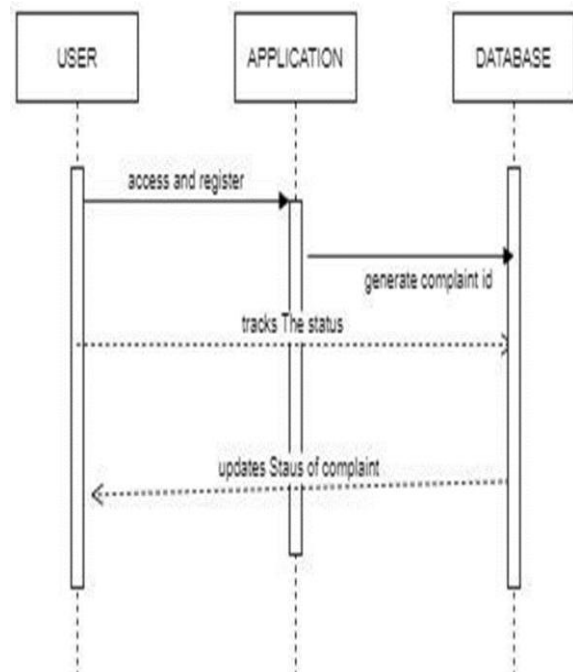 USER
APPLICATION
DATABASE
access and register
generate complaint id
tracks The status
updates Staus of complaint